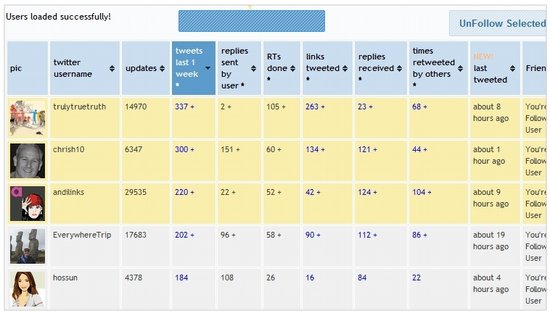 Users loaded successfully!
UnFollow Selected
pic twitter username updates tweets last 1 week * replies sent by user * RTs done * links tweeted * replies received * times retweeted by others * NEW! last tweeted Frien
trulytruetruth 14970 337 + 2 + 105 + 263 + 23 + 68 + about 8 hours ago You're Follow User
chrish10 6347 300 + 151 + 60 + 134 + 121 + 44 + about 1 hour ago You're Follow User
andilinks 29535 220 + 22 + 52 + 42 + 124 + 104 + about 9 hours ago You're Follow User
EverywhereTrip 17683 202 + 96 + 58 + 90 + 112 + 86 + about 19 hours ago You're Follow User
hossun 4378 184 108 26 16 84 22 about 4 hours ago You're Follow User